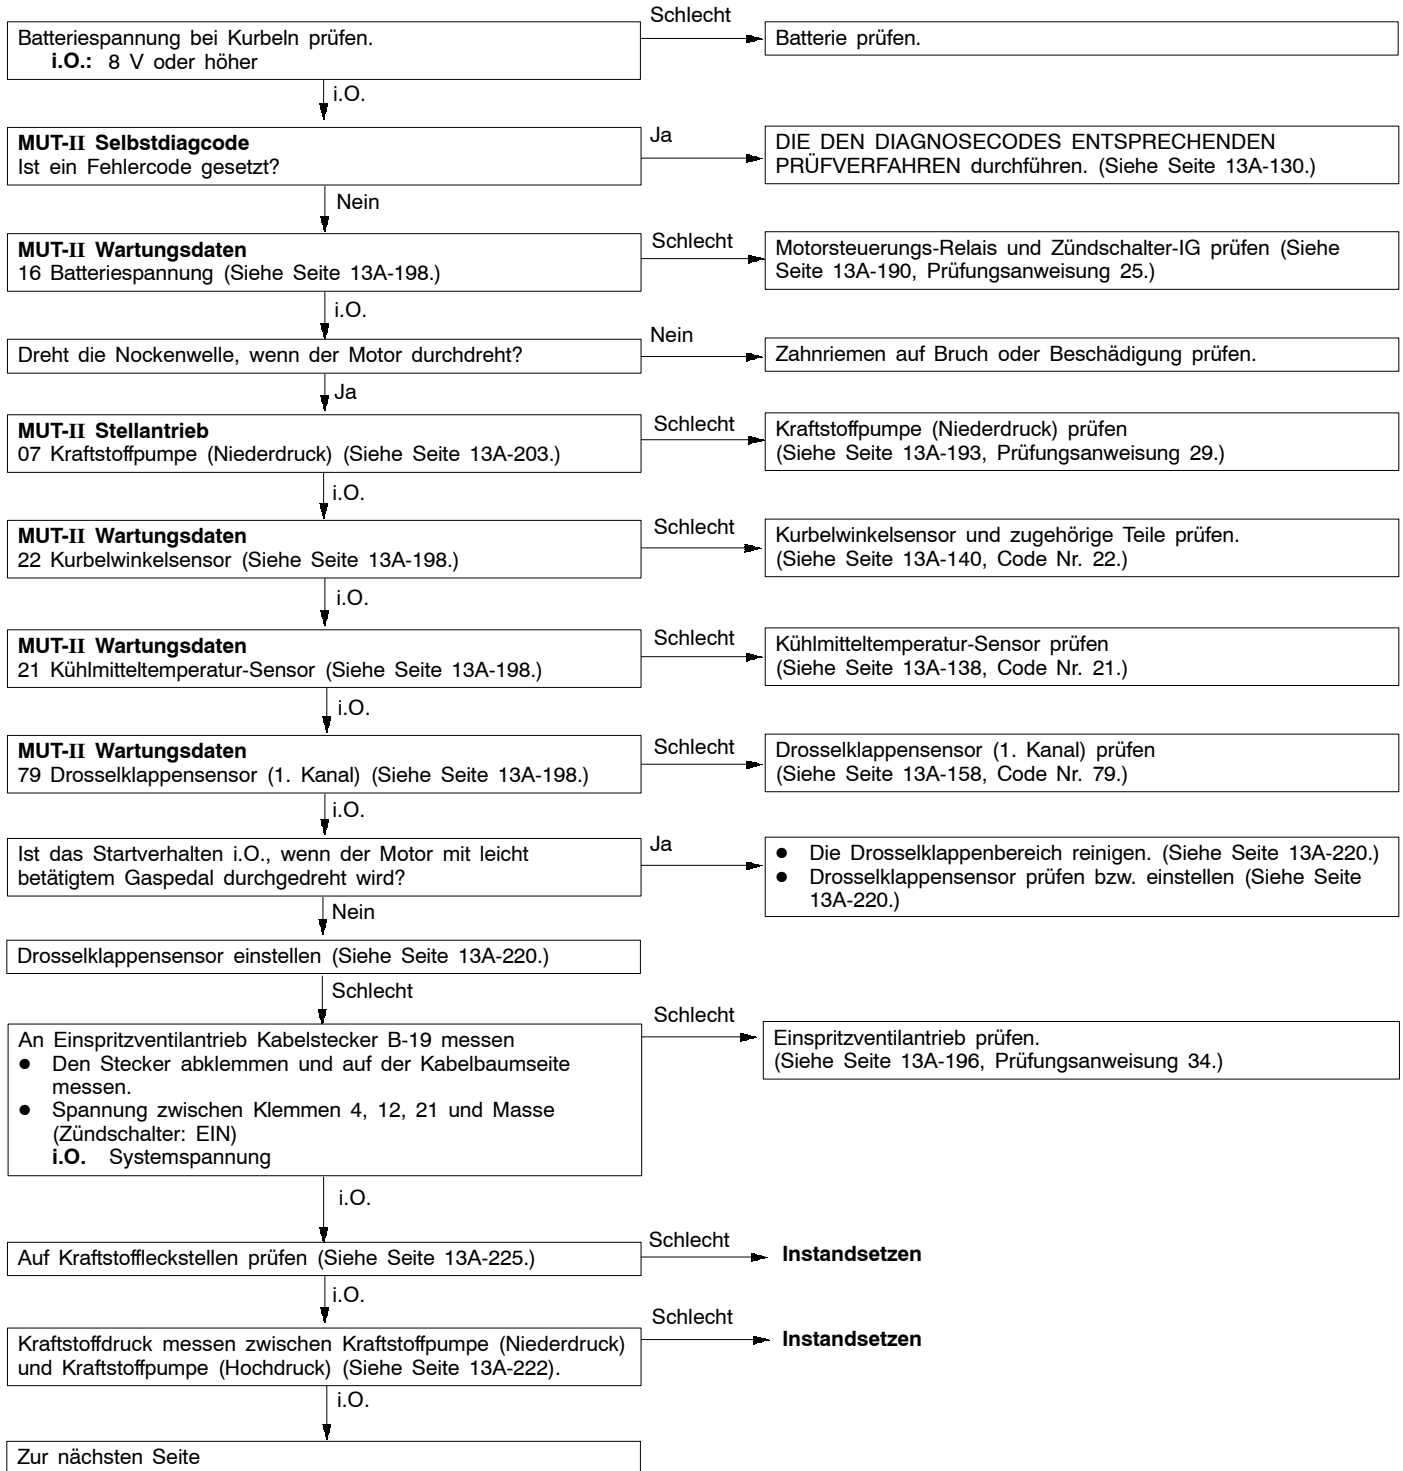 Schlecht
Batteriespannung bei Kurbeln prüfen.
i.O.: 8 V oder höher
Batterie prüfen.
i.O.
MUT-II Selbstdiagcode
Ist ein Fehlercode gesetzt?
Ja
DIE DEN DIAGNOSECODES ENTSPRECHENDEN
PRÜFVERFAHREN durchführen. (Siehe Seite 13A-130.)
Nein
MUT-II Wartungsdaten
16 Batteriespannung (Siehe Seite 13A-198.)
Schlecht
Motorsteuerungs-Relais und Zündschalter-IG prüfen (Siehe
Seite 13A-190, Prüfungsanweisung 25.)
i.O.
Dreht die Nockenwelle, wenn der Motor durchdreht?
Nein
Zahnriemen auf Bruch oder Beschädigung prüfen.
Ja
MUT-II Stellantrieb
07 Kraftstoffpumpe (Niederdruck) (Siehe Seite 13A-203.)
Schlecht
Kraftstoffpumpe (Niederdruck) prüfen
(Siehe Seite 13A-193, Prüfungsanweisung 29.)
i.O.
MUT-II Wartungsdaten
22 Kurbelwinkelsensor (Siehe Seite 13A-198.)
Schlecht
Kurbelwinkelsensor und zugehörige Teile prüfen.
(Siehe Seite 13A-140, Code Nr. 22.)
i.O.
MUT-II Wartungsdaten
21 Kühlmitteltemperatur-Sensor (Siehe Seite 13A-198.)
Schlecht
Kühlmitteltemperatur-Sensor prüfen
(Siehe Seite 13A-138, Code Nr. 21.)
i.O.
MUT-II Wartungsdaten
79 Drosselklappensensor (1. Kanal) (Siehe Seite 13A-198.)
Schlecht
Drosselklappensensor (1. Kanal) prüfen
(Siehe Seite 13A-158, Code Nr. 79.)
i.O.
Ist das Startverhalten i.O., wenn der Motor mit leicht
betätigtem Gaspedal durchgedreht wird?
Ja
● Die Drosselklappenbereich reinigen. (Siehe Seite 13A-220.)
● Drosselklappensensor prüfen bzw. einstellen (Siehe Seite
13A-220.)
Nein
Drosselklappensensor einstellen (Siehe Seite 13A-220.)
Schlecht
An Einspritzventilantrieb Kabelstecker B-19 messen
● Den Stecker abklemmen und auf der Kabelbaumseite
messen.
● Spannung zwischen Klemmen 4, 12, 21 und Masse
(Zündschalter: EIN)
i.O. Systemspannung
Schlecht
Einspritzventilantrieb prüfen.
(Siehe Seite 13A-196, Prüfungsanweisung 34.)
i.O.
Auf Kraftstoffleckstellen prüfen (Siehe Seite 13A-225.)
Schlecht
Instandsetzen
i.O.
Kraftstoffdruck messen zwischen Kraftstoffpumpe (Niederdruck)
und Kraftstoffpumpe (Hochdruck) (Siehe Seite 13A-222).
Schlecht
Instandsetzen
i.O.
Zur nächsten Seite